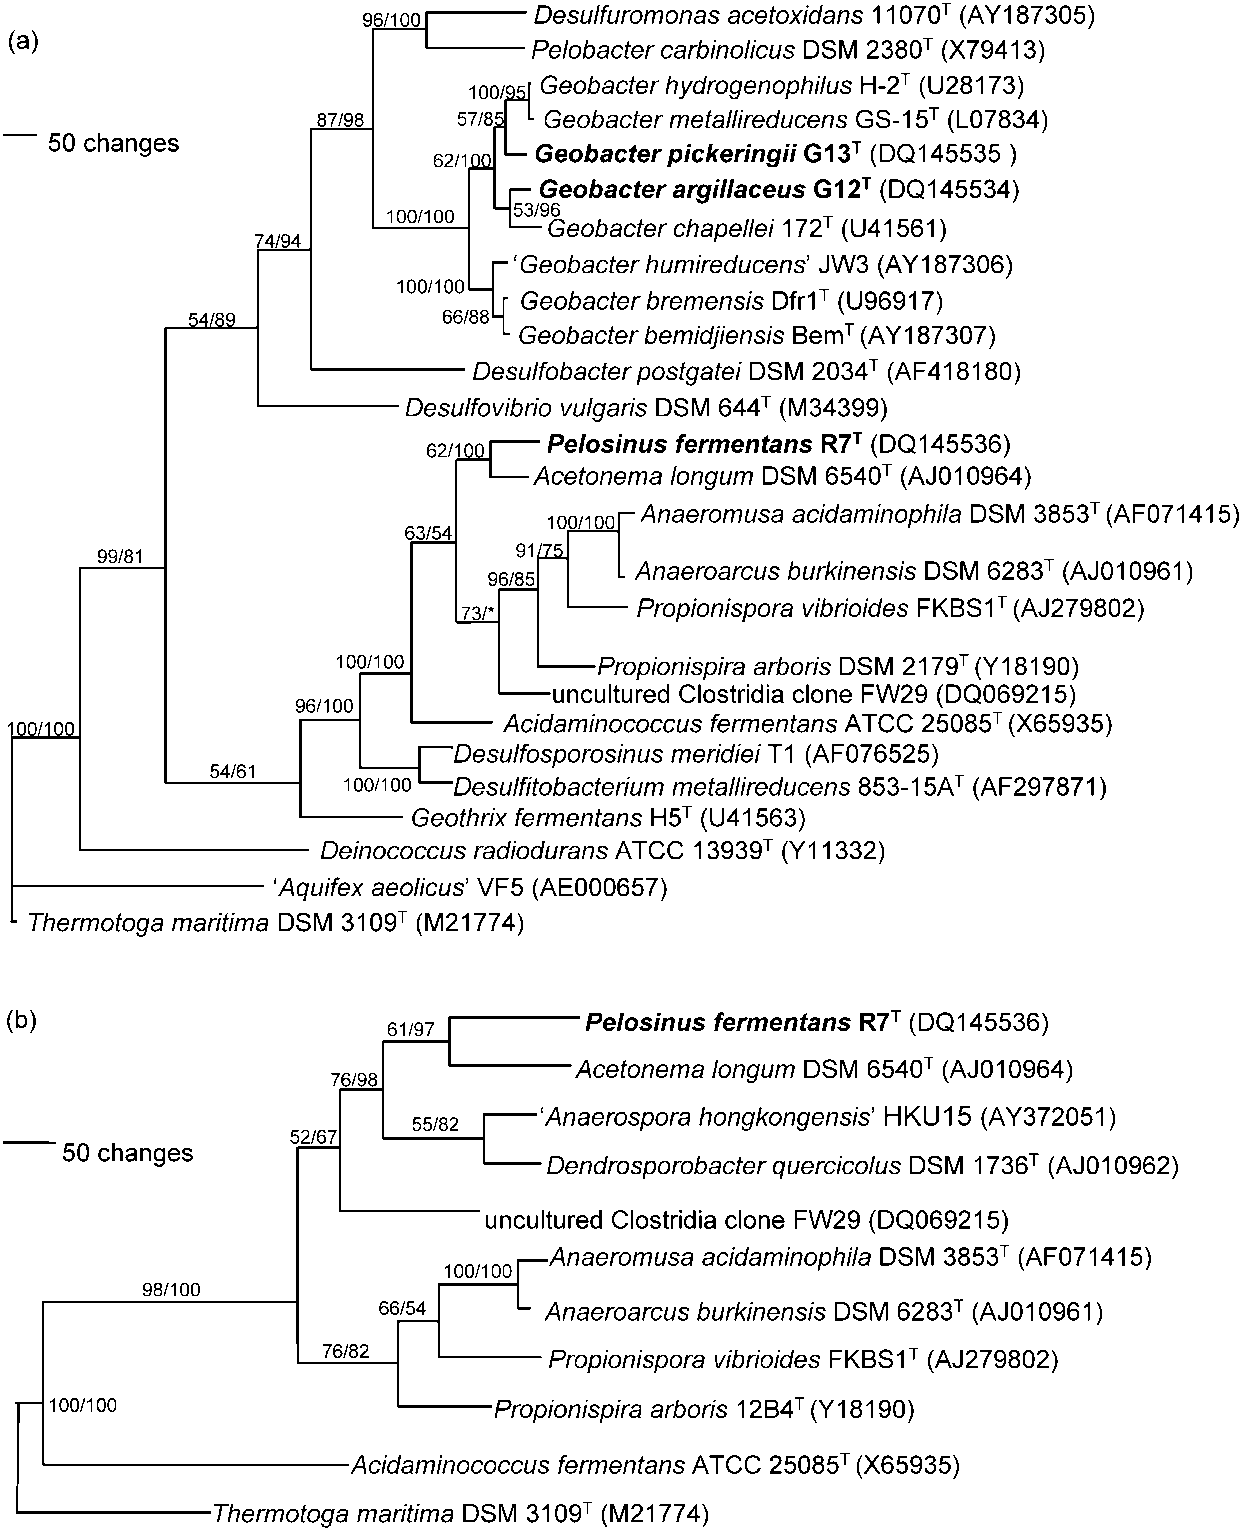 (a)
96/100
Desulfuromonas acetoxidans 11070ᵀ (AY187305)
Pelobacter carbinolicus DSM 2380ᵀ (X79413)
100/95
Geobacter hydrogenophilus H-2ᵀ (U28173)
50 changes
87/98
57/85
Geobacter metallireducens GS-15ᵀ (L07834)
62/100
Geobacter pickeringii G13ᵀ (DQ145535 )
Geobacter argillaceus G12ᵀ (DQ145534)
100/100
53/96
Geobacter chapellei 172ᵀ (U41561)
74/94
'Geobacter humireducens' JW3 (AY187306)
100/100
Geobacter bremensis Dfr1ᵀ (U96917)
54/89
66/88
Geobacter bemidjiensis Bemᵀ (AY187307)
Desulfobacter postgatei DSM 2034ᵀ (AF418180)
Desulfovibrio vulgaris DSM 644ᵀ (M34399)
62/100
Pelosinus fermentans R7ᵀ (DQ145536)
Acetonema longum DSM 6540ᵀ (AJ010964)
63/54
100/100
Anaeromusa acidaminophila DSM 3853ᵀ (AF071415)
99/81
91/75
96/85
Anaeroarcus burkinensis DSM 6283ᵀ (AJ010961)
73/*
Propionispora vibrioides FKBS1ᵀ (AJ279802)
100/100
Propionispira arboris DSM 2179ᵀ (Y18190)
uncultured Clostridia clone FW29 (DQ069215)
96/100
Acidaminococcus fermentans ATCC 25085ᵀ (X65935)
100/100
Desulfosporosinus meridiei T1 (AF076525)
54/61
100/100
Desulfitobacterium metallireducens 853-15Aᵀ (AF297871)
Geothrix fermentans H5ᵀ (U41563)
Deinococcus radiodurans ATCC 13939ᵀ (Y11332)
'Aquifex aeolicus' VF5 (AE000657)
Thermotoga maritima DSM 3109ᵀ (M21774)
(b)
61/97
Pelosinus fermentans R7ᵀ (DQ145536)
76/98
Acetonema longum DSM 6540ᵀ (AJ010964)
50 changes
52/67
55/82
'Anaerospora hongkongensis' HKU15 (AY372051)
Dendrosporobacter quercicolus DSM 1736ᵀ (AJ010962)
uncultured Clostridia clone FW29 (DQ069215)
98/100
100/100
Anaeromusa acidaminophila DSM 3853ᵀ (AF071415)
66/54
Anaeroarcus burkinensis DSM 6283ᵀ (AJ010961)
76/82
Propionispora vibrioides FKBS1ᵀ (AJ279802)
100/100
Propionispira arboris 12B4ᵀ (Y18190)
Acidaminococcus fermentans ATCC 25085ᵀ (X65935)
Thermotoga maritima DSM 3109ᵀ (M21774)